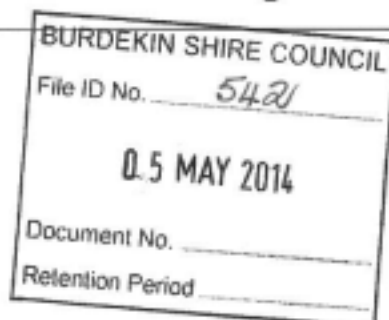 BURDEKIN SHIRE COUNCIL
File ID No. 5421
05 MAY 2014
Document No.
Retention Period